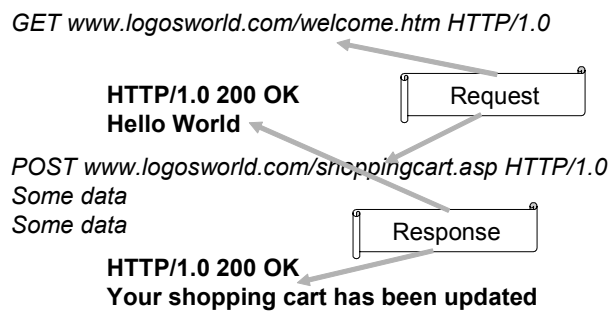 GET www.logosworld.com/welcome.htm HTTP/1.0
HTTP/1.0 200 OK
Request
Hello World
POST www.logosworld.com/shoppingcart.asp HTTP/1.0
Some data
Some data
Response
HTTP/1.0 200 OK
Your shopping cart has been updated